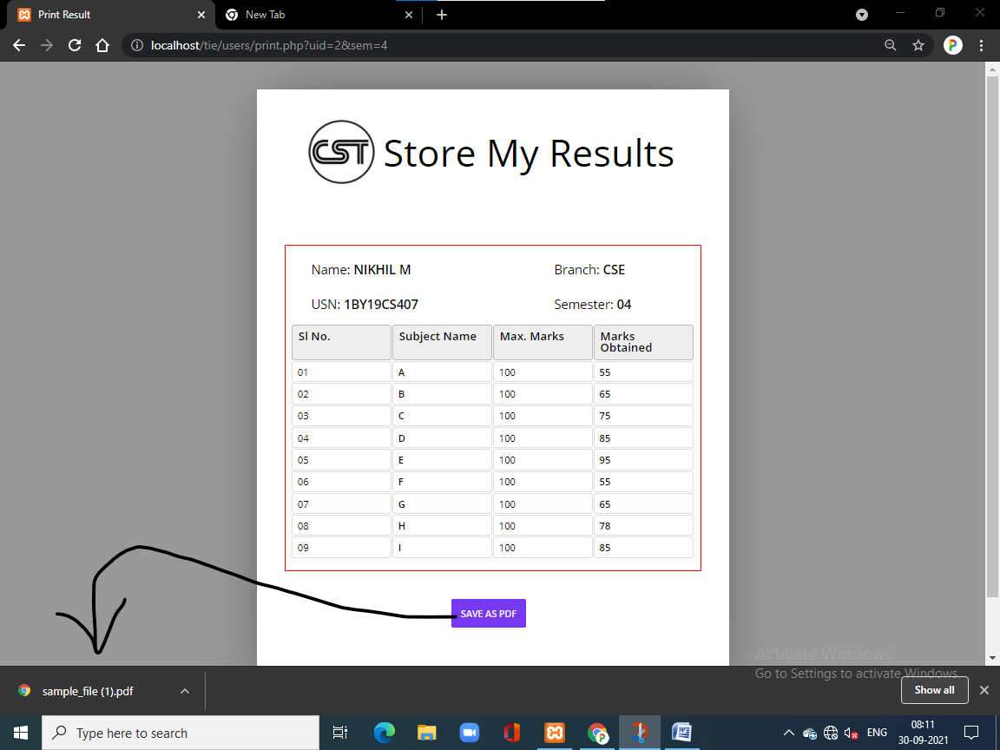 Print Result
New Tab
localhost/tie/users/print.php?uid=2&sem=4
P
CST Store My Results
Name: NIKHIL M Branch: CSE
USN: 1BY19CS407 Semester: 04
Sl No. Subject Name Max. Marks Marks Obtained
01 A 100 55
02 B 100 65
03 C 100 75
04 D 100 85
05 E 100 95
06 F 100 55
07 G 100 65
08 H 100 78
09 I 100 85
SAVE AS PDF
Activate Windows
Go to Settings to activate Windows.
sample_file (1).pdf
Show all
Type here to search
ENG
08:11
30-09-2021